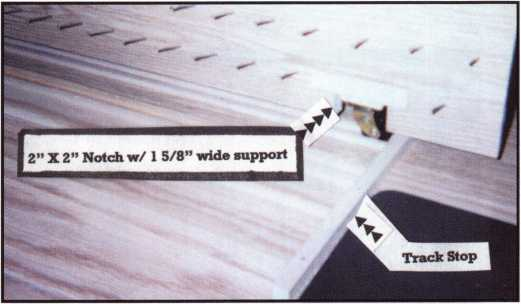 2” X 2” Notch w/ 1 5/8” wide support
Track Stop